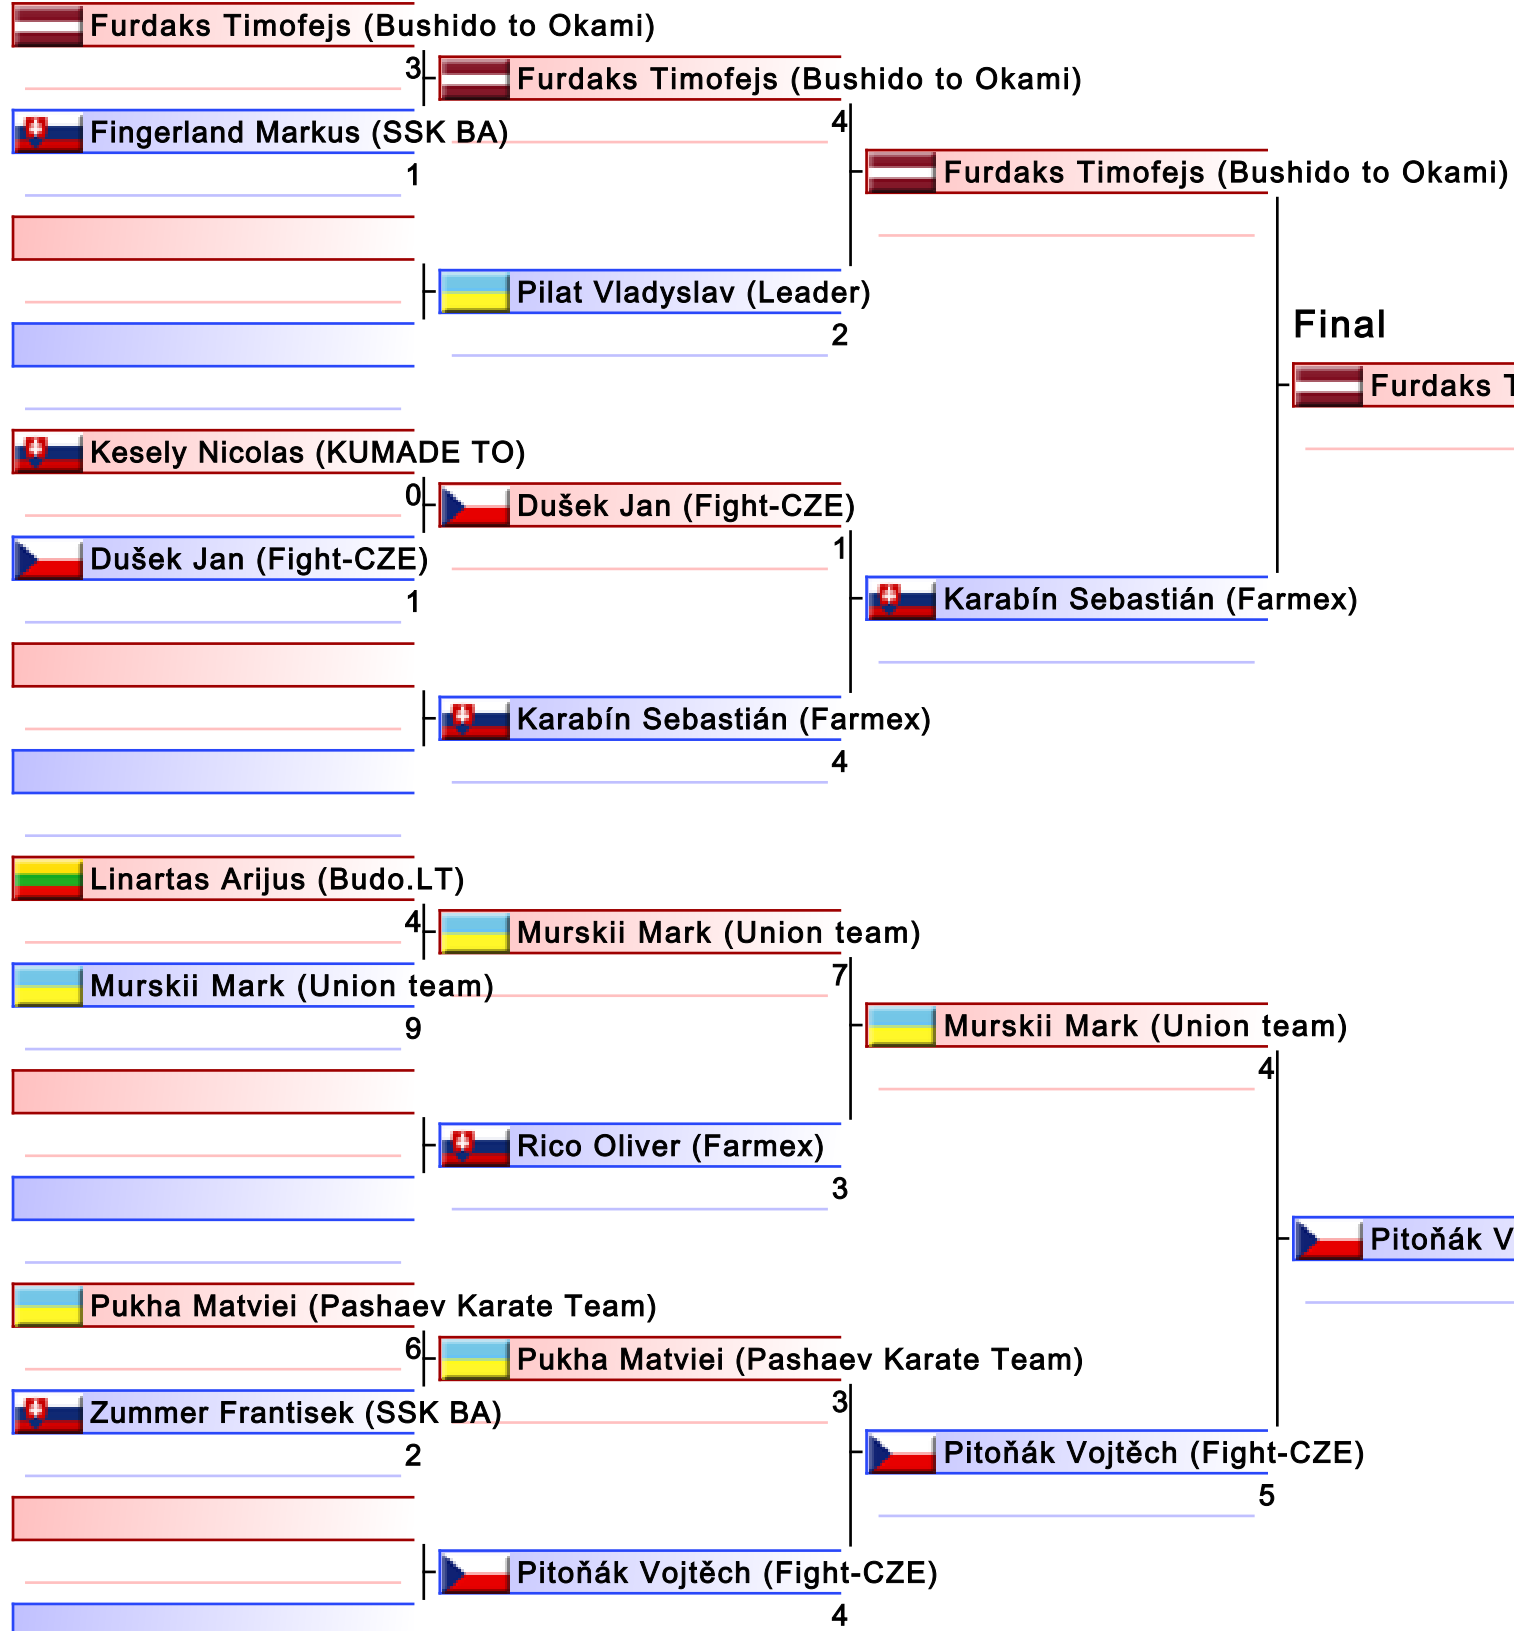 Furdaks Timofejs (Bushido to Okami)
3
Fingerland Markus (SSK BA)
1
Kesely Nicolas (KUMADE TO)
0
Dušek Jan (Fight-CZE)
1
Linartas Arijus (Budo.LT)
4
Murskii Mark (Union team)
9
Pukha Matviei (Pashaev Karate Team)
6
Zummer Frantisek (SSK BA)
2
Furdaks Timofejs (Bushido to Okami)
4
Pilat Vladyslav (Leader)
2
Dušek Jan (Fight-CZE)
1
Karabín Sebastián (Farmex)
4
Murskii Mark (Union team)
7
Rico Oliver (Farmex)
3
Pukha Matviei (Pashaev Karate Team)
3
Pitoňák Vojtěch (Fight-CZE)
4
Furdaks Timofejs (Bushido to Okami)
Karabín Sebastián (Farmex)
Murskii Mark (Union team)
4
Pitoňák Vojtěch (Fight-CZE)
5
Final
Furdaks
Pitoňák V